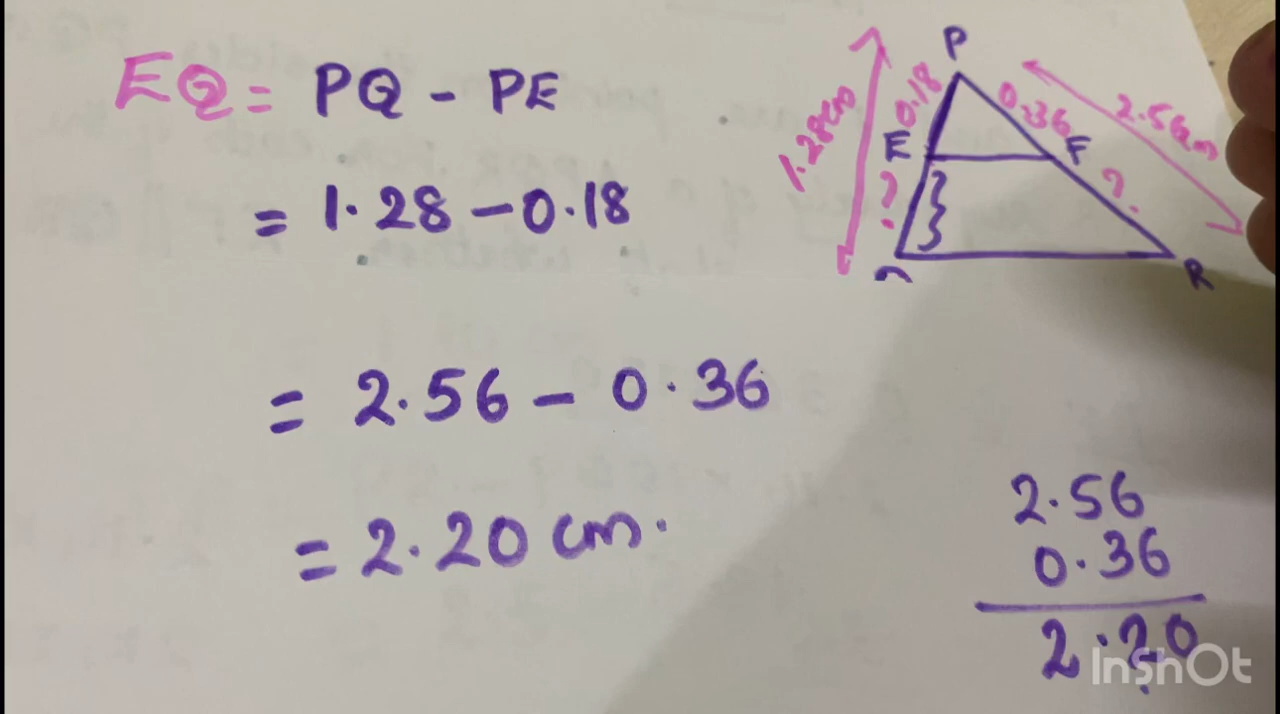 EQ = PQ - PE
= 1.28 - 0.18
= 2.56 - 0.36
= 2.20 cm.
P
1.28cm
0.18
0.36
2.56cm
E
F
?
?
R
2.56
0.36
2.20
InshOt